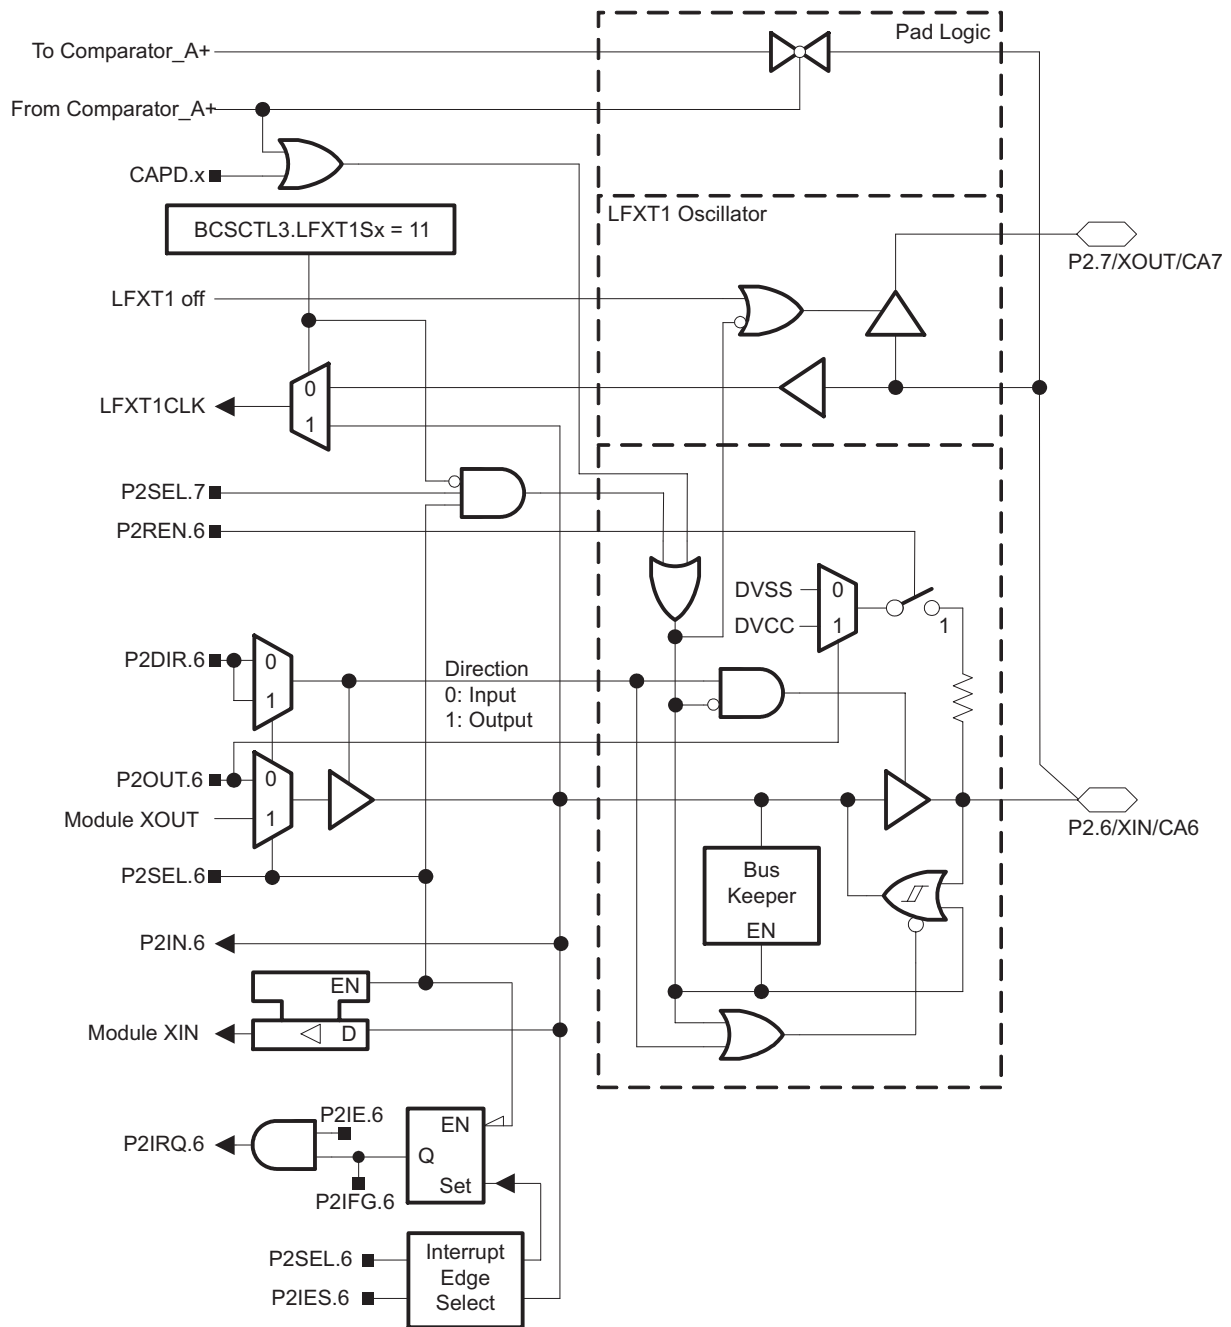 Pad Logic
To Comparator_A+
From Comparator_A+
CAPD.x
BCSCTL3.LFXT1Sx = 11
LFXT1 Oscillator
P2.7/XOUT/CA7
LFXT1 off
0
LFXT1CLK
1
P2SEL.7
P2REN.6
DVSS
0
DVCC
1
1
P2DIR.6
0
1
Direction
0: Input
1: Output
P2OUT.6
0
Module XOUT
1
P2.6/XIN/CA6
P2SEL.6
Bus
Keeper
EN
P2IN.6
EN
Module XIN
D
P2IE.6
EN
P2IRQ.6
Q
Set
P2IFG.6
P2SEL.6
P2IES.6
Interrupt
Edge
Select